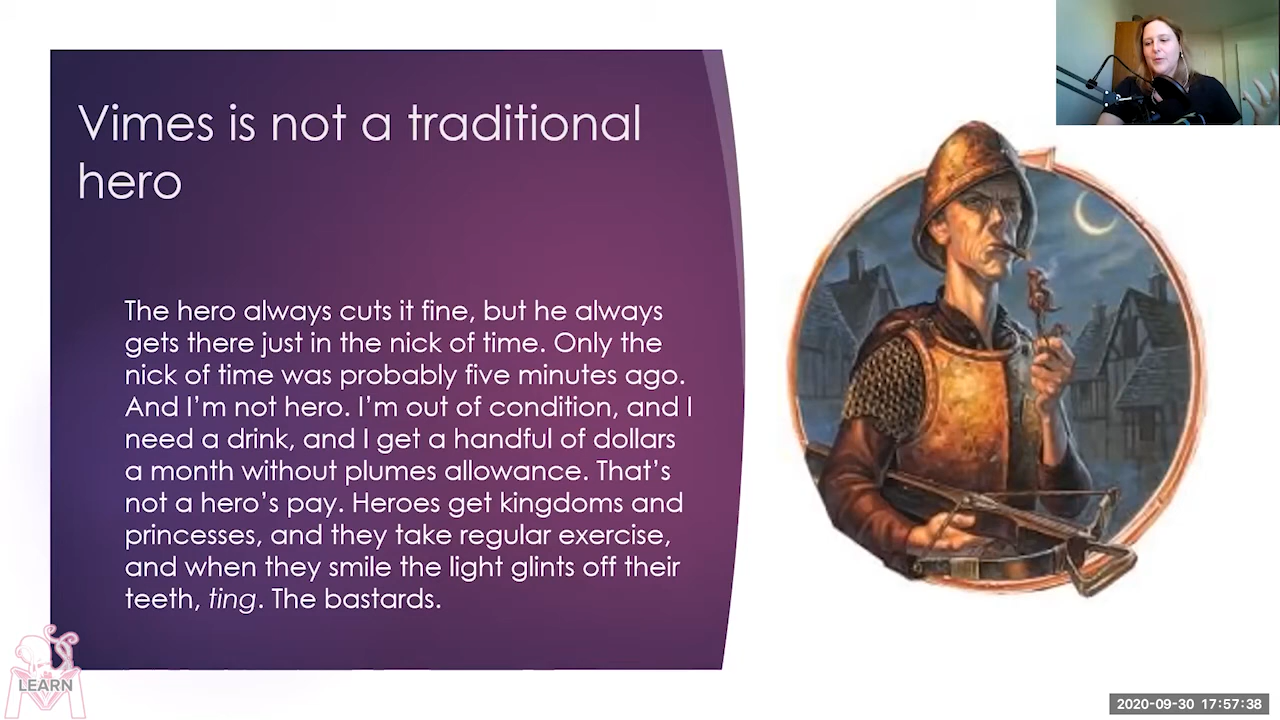 Vimes is not a traditional
hero
The hero always cuts it fine, but he always
gets there just in the nick of time. Only the
nick of time was probably five minutes ago.
And I'm not hero. I'm out of condition, and I
need a drink, and I get a handful of dollars
a month without plumes allowance. That's
not a hero's pay. Heroes get kingdoms and
princesses, and they take regular exercise,
and when they smile the light glints off their
teeth, ting. The bastards.
LEARN
2020-09-30 17:57:38